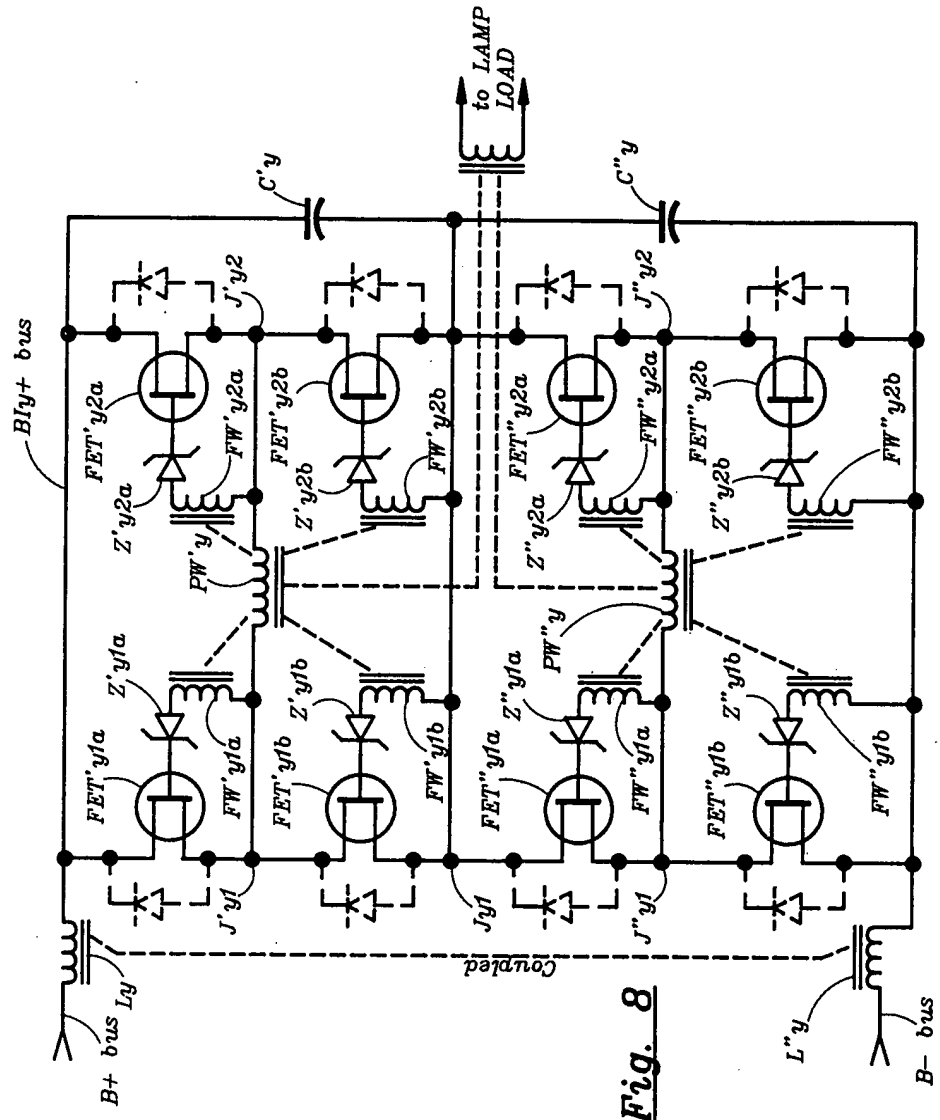 B+ bus
Ly
BIy+ bus
FET'y1a
Z'y1a
FW'y1a
PW'y
FET'y2a
Z'y2a
FW'y2a
J'y1
J'y2
C'y
FET'y1b
Z'y1b
FW'y1b
FET'y2b
Z'y2b
FW'y2b
Jy1
to LAMP
LOAD
Coupled
FET"y1a
Z"y1a
FW"y1a
PW"y
FET"y2a
Z"y2a
FW"y2a
J"y1
J"y2
C"y
FET"y1b
Z"y1b
FW"y1b
FET"y2b
Z"y2b
FW"y2b
L"y
B- bus
Fig. 8